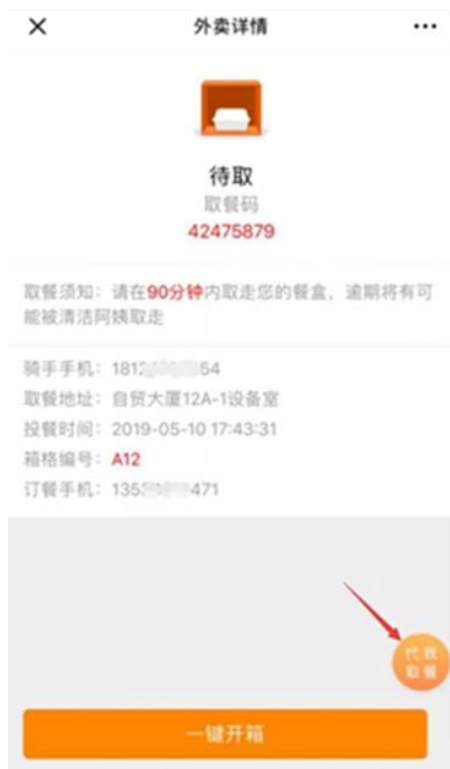 外卖详情
待取
取餐码
42475879
取餐须知：请在90分钟内取走您的餐盒，逾期将有可
能被清洁阿姨取走
骑手手机：181 54
取餐地址：自贸大厦12A-1设备室
投餐时间：2019-05-10 17:43:31
箱格编号：A12
订餐手机：135 471
代我
取餐
一键开箱